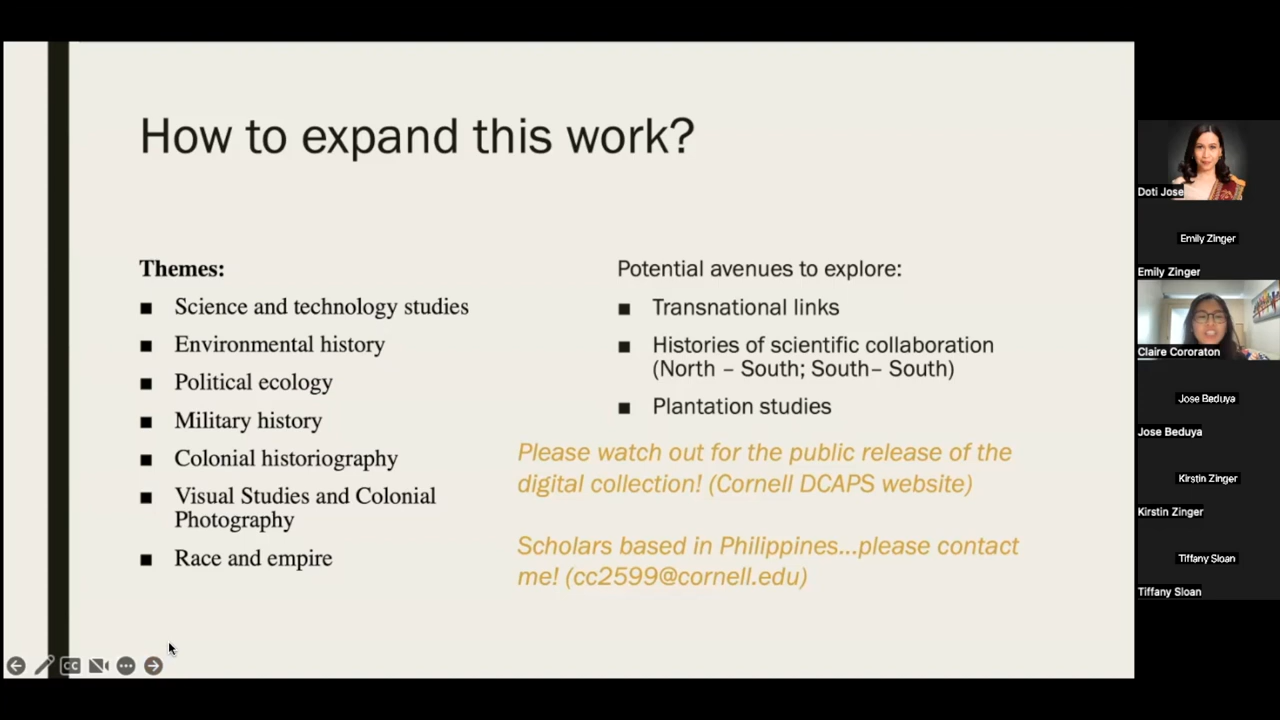 How to expand this work?
Themes:
■ Science and technology studies
■ Environmental history
■ Political ecology
■ Military history
■ Colonial historiography
■ Visual Studies and Colonial
Photography
■ Race and empire
Potential avenues to explore:
■ Transnational links
■ Histories of scientific collaboration
(North – South; South– South)
■ Plantation studies
Please watch out for the public release of the
digital collection! (Cornell DCAPS website)
Scholars based in Philippines...please contact
me! (cc2599@cornell.edu)
CC
Doti Jose
Emily Zinger
Emily Zinger
Claire Cororaton
Jose Beduya
Jose Beduya
Kirstin Zinger
Kirstin Zinger
Tiffany Sloan
Tiffany Sloan